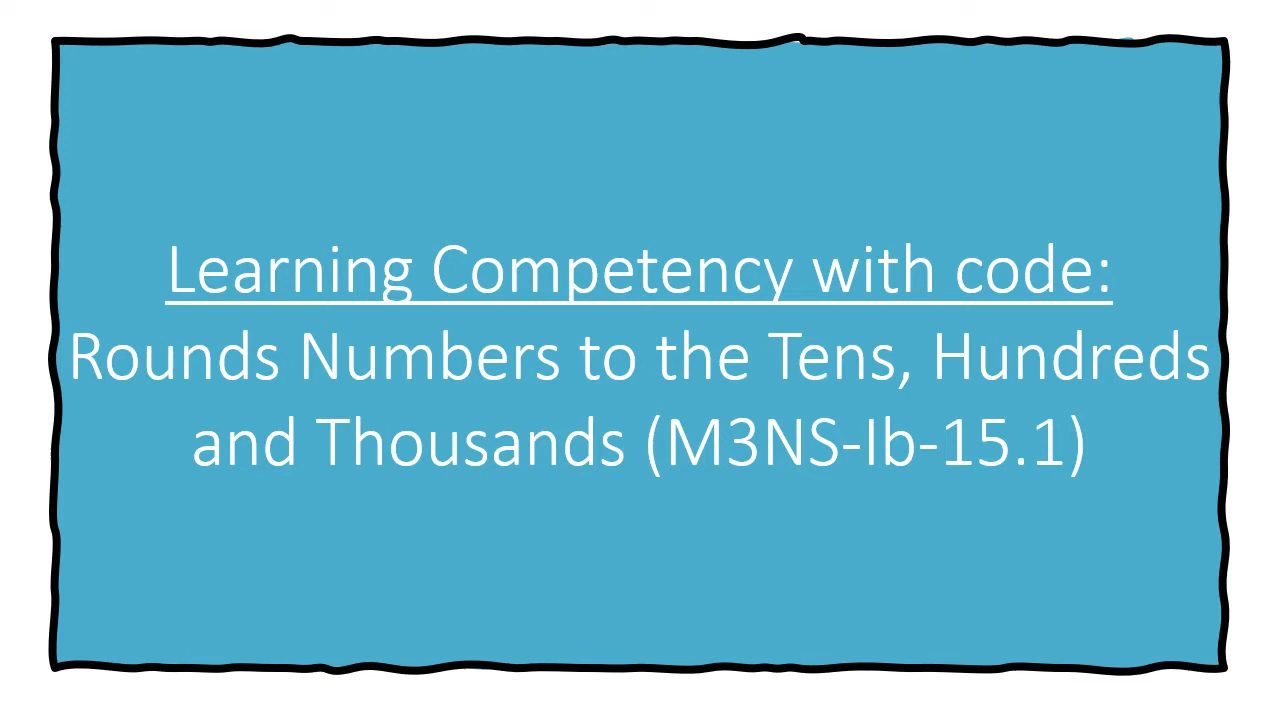 Learning Competency with code:
Rounds Numbers to the Tens, Hundreds
and Thousands (M3NS-Ib-15.1)